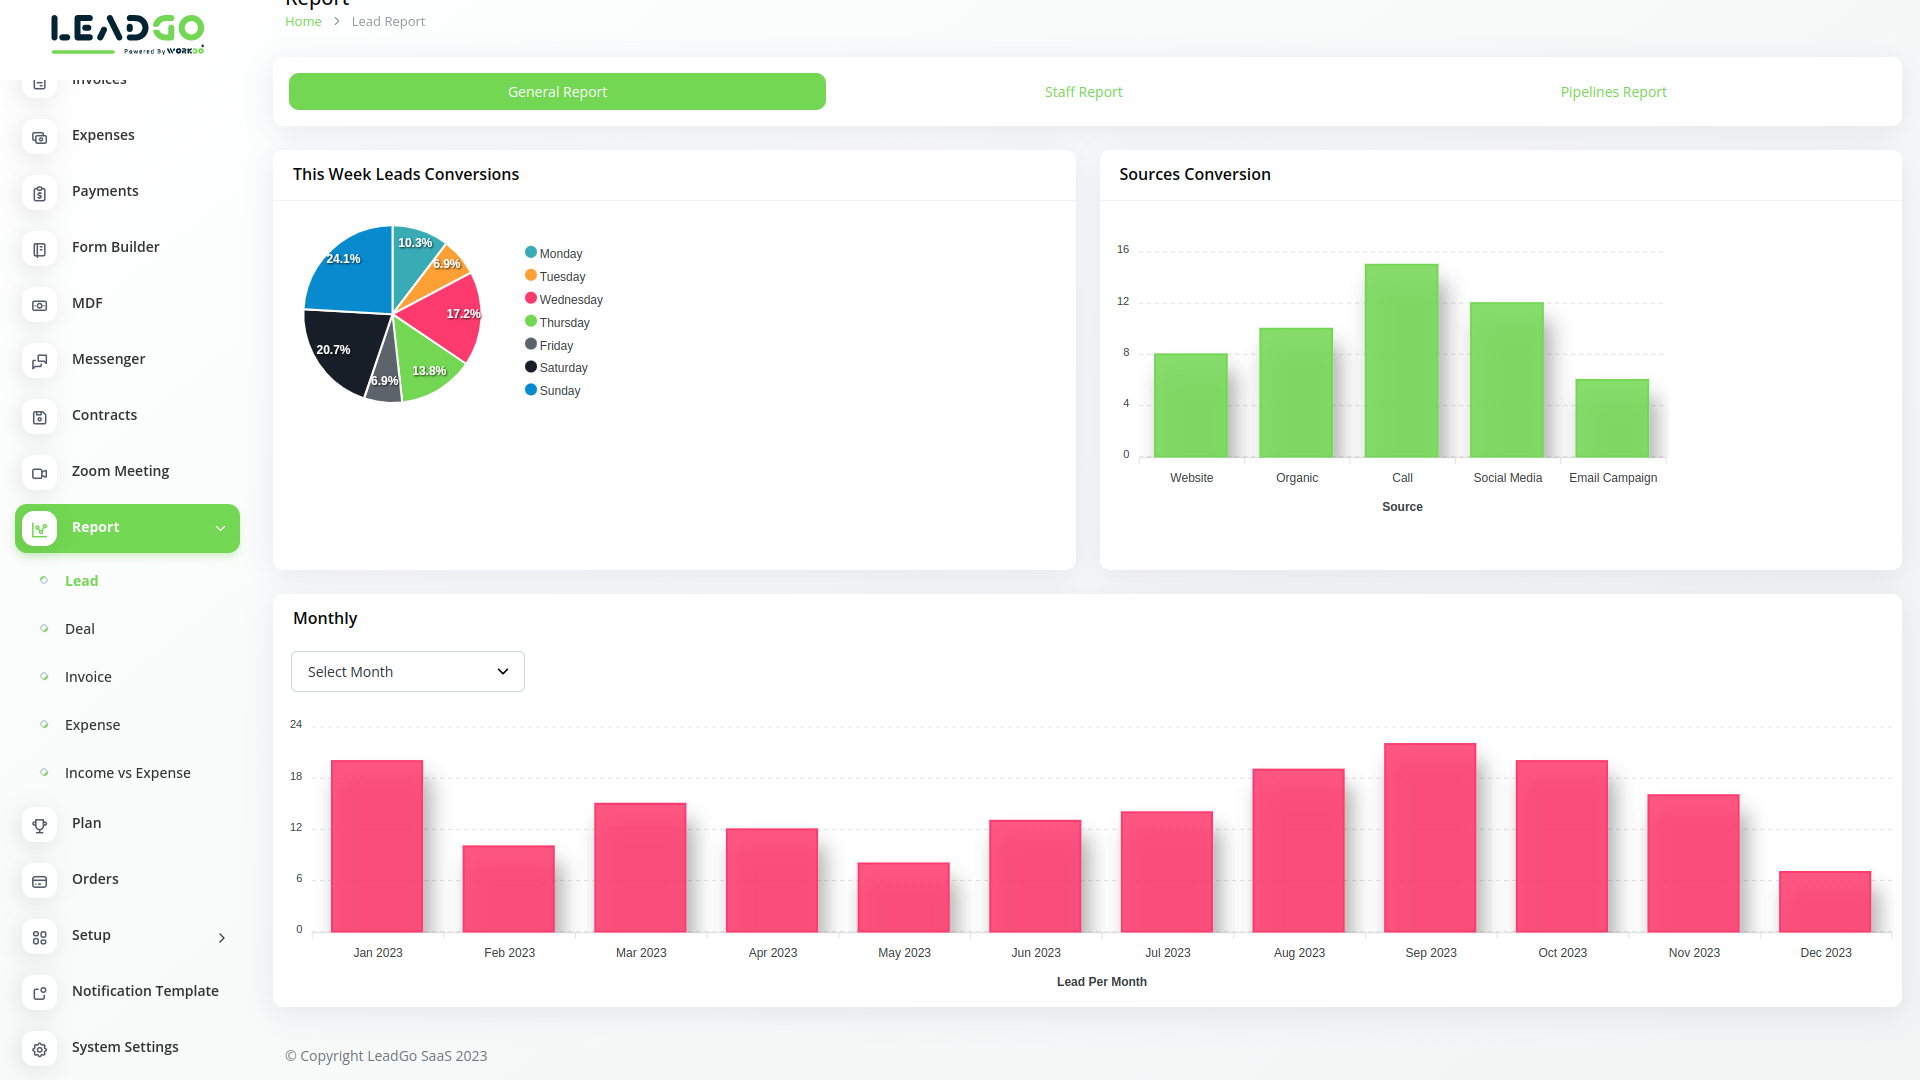 LEADGO
Powered By WORKDO
Invoices
Expenses
Payments
Form Builder
MDF
Messenger
Contracts
Zoom Meeting
Report
Lead
Deal
Invoice
Expense
Income vs Expense
Plan
Orders
Setup
Notification Template
System Settings
Report
Home > Lead Report
General Report
Staff Report
Pipelines Report
This Week Leads Conversions
10.3%
6.9%
17.2%
13.8%
6.9%
20.7%
24.1%
Monday
Tuesday
Wednesday
Thursday
Friday
Saturday
Sunday
Sources Conversion
16
12
8
4
0
Website Organic Call Social Media Email Campaign
Source
Monthly
Select Month
24
18
12
6
0
Jan 2023 Feb 2023 Mar 2023 Apr 2023 May 2023 Jun 2023 Jul 2023 Aug 2023 Sep 2023 Oct 2023 Nov 2023 Dec 2023
Lead Per Month
© Copyright LeadGo SaaS 2023